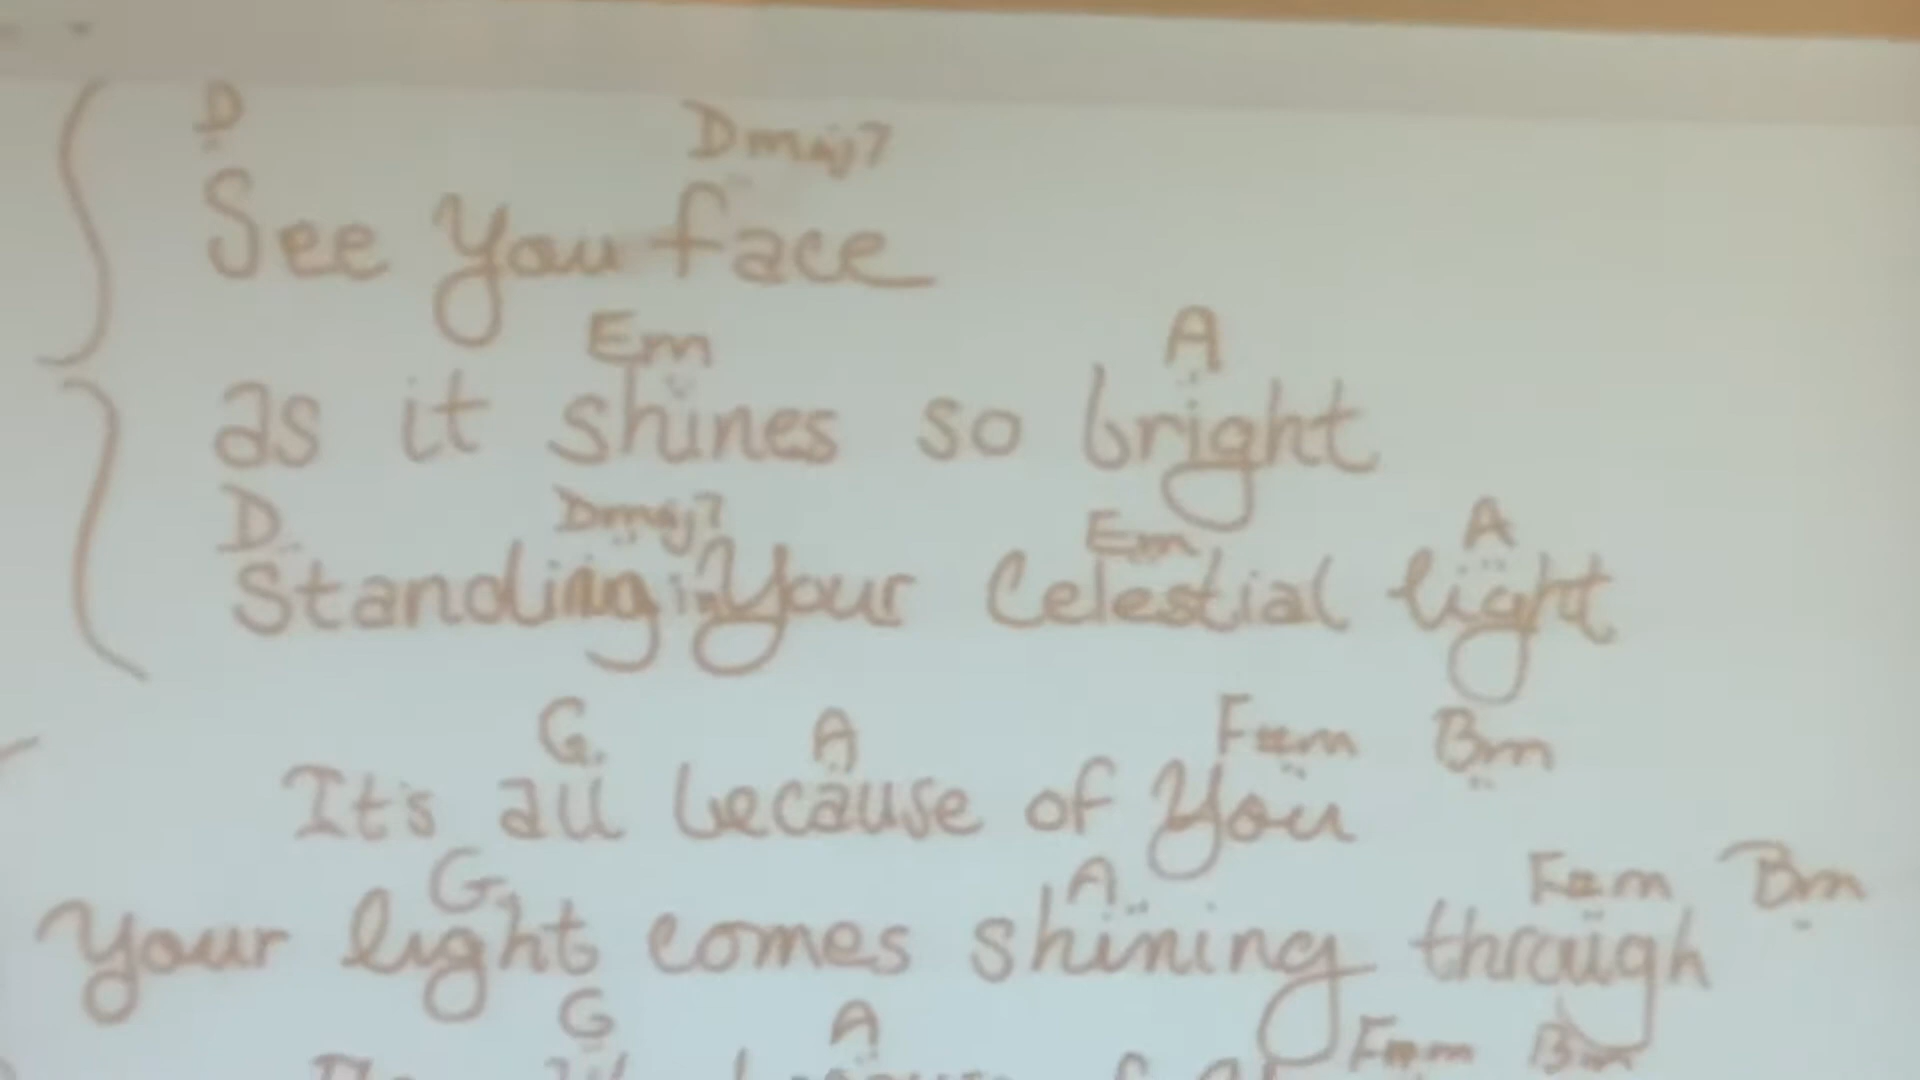 D Dmaj7
See you face
Em A
as it shines so bright
D Dmaj7 Em A
Standing in Your Celestial light
G A F#m Bm
It's all because of You
G A F#m Bm
Your light comes shining through
G A F#m Bm